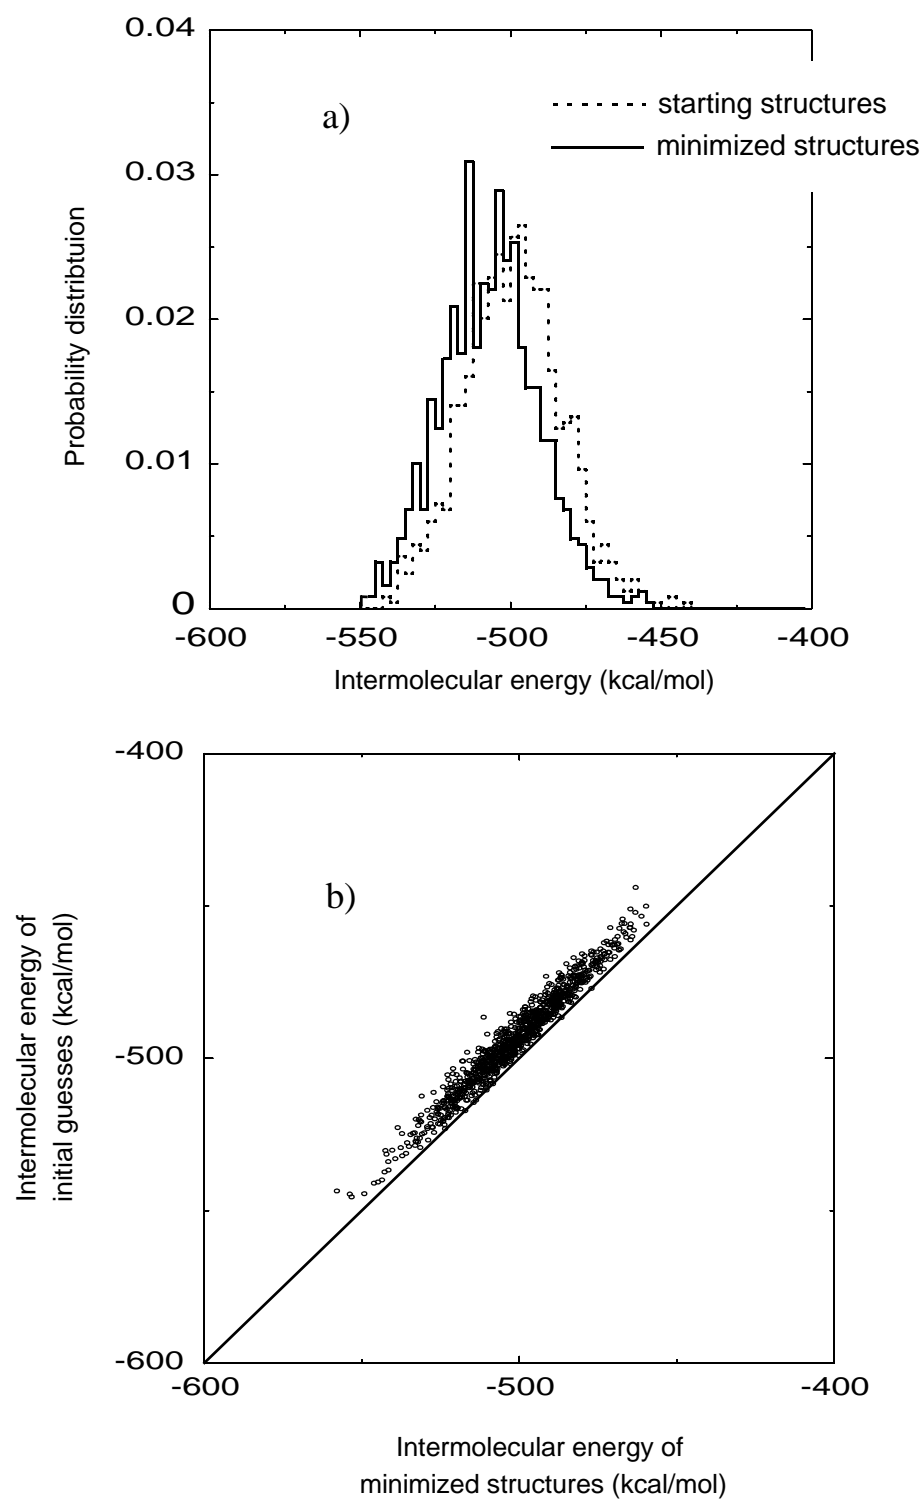 0.04
a)
starting structures
minimized structures
0.03
Probability distribtuion
0.02
0.01
0
-600
-550
-500
-450
-400
Intermolecular energy (kcal/mol)
-400
b)
Intermolecular energy of
initial guesses (kcal/mol)
-500
-600
-600
-500
-400
Intermolecular energy of
minimized structures (kcal/mol)